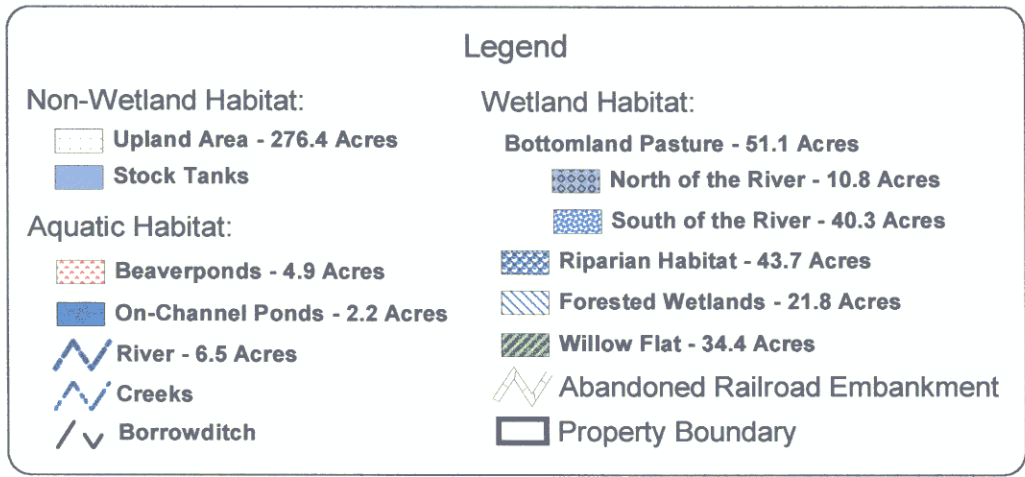 Legend
Non-Wetland Habitat:
Upland Area - 276.4 Acres
Stock Tanks
Aquatic Habitat:
Beaverponds - 4.9 Acres
On-Channel Ponds - 2.2 Acres
River - 6.5 Acres
Creeks
Borrowditch
Wetland Habitat:
Bottomland Pasture - 51.1 Acres
North of the River - 10.8 Acres
South of the River - 40.3 Acres
Riparian Habitat - 43.7 Acres
Forested Wetlands - 21.8 Acres
Willow Flat - 34.4 Acres
Abandoned Railroad Embankment
Property Boundary